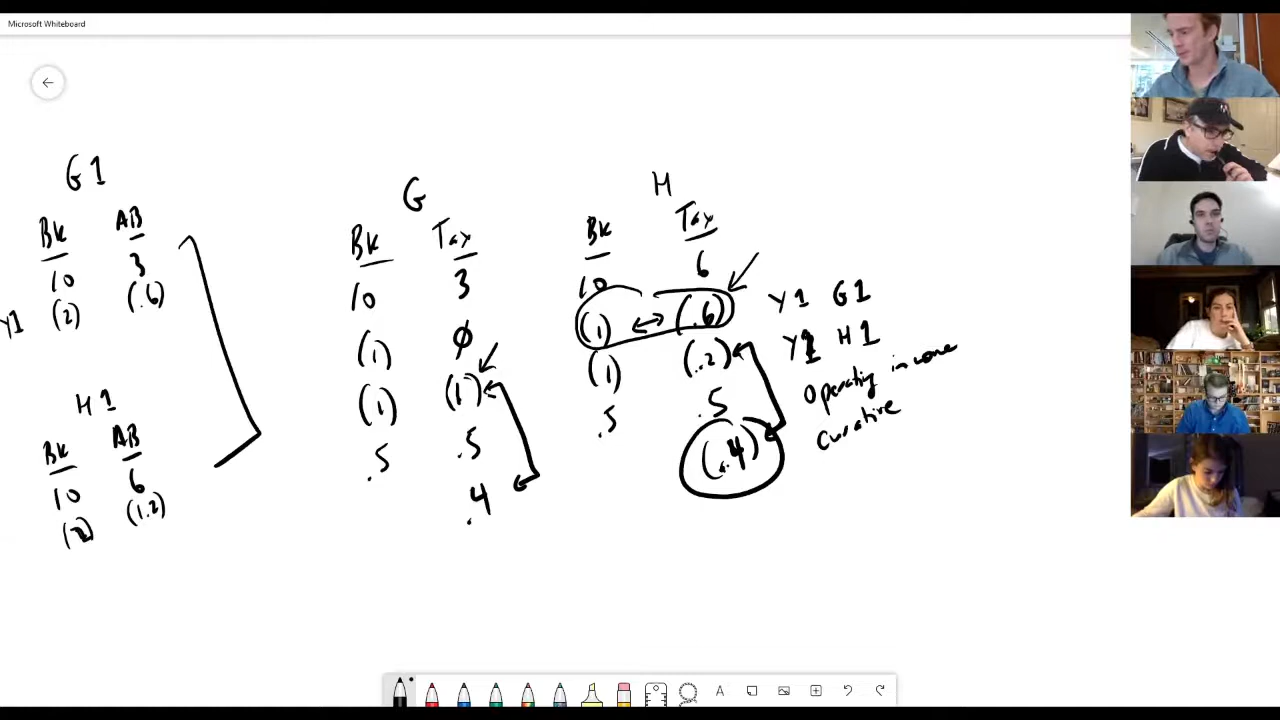 Microsoft Whiteboard
G1
Bk AB
10 3
Y1 (2) (.6)
H1
Bk AB
10 6
(2) (1.2)
G
Bk Tax
10 3
(1) ∅
(1) (1)
.5 .5
.4
H
Bk Tax
10 6
(1) (.6)
(1) (.2)
.5 .5
(.4)
Y1 G1
Y1 H1
Operating income
curative
A